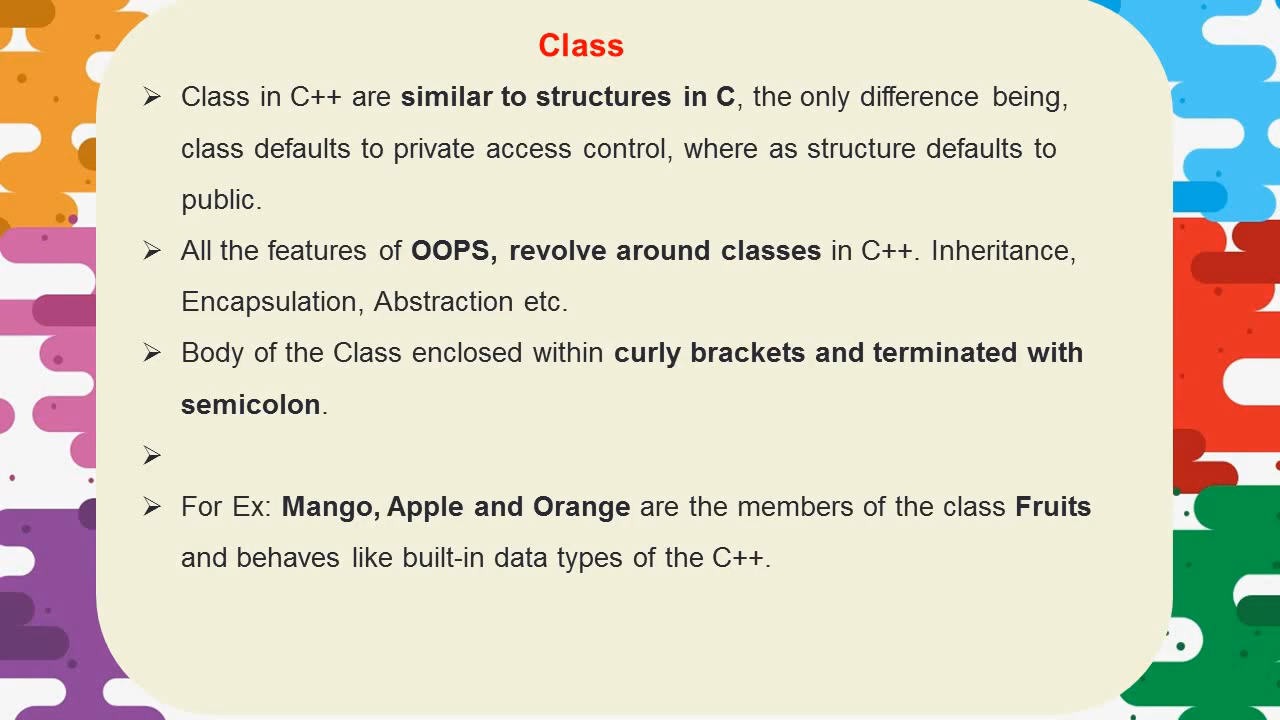 Class
➢ Class in C++ are similar to structures in C, the only difference being,
class defaults to private access control, where as structure defaults to
public.
➢ All the features of OOPS, revolve around classes in C++. Inheritance,
Encapsulation, Abstraction etc.
➢ Body of the Class enclosed within curly brackets and terminated with
semicolon.
➢
➢ For Ex: Mango, Apple and Orange are the members of the class Fruits
and behaves like built-in data types of the C++.